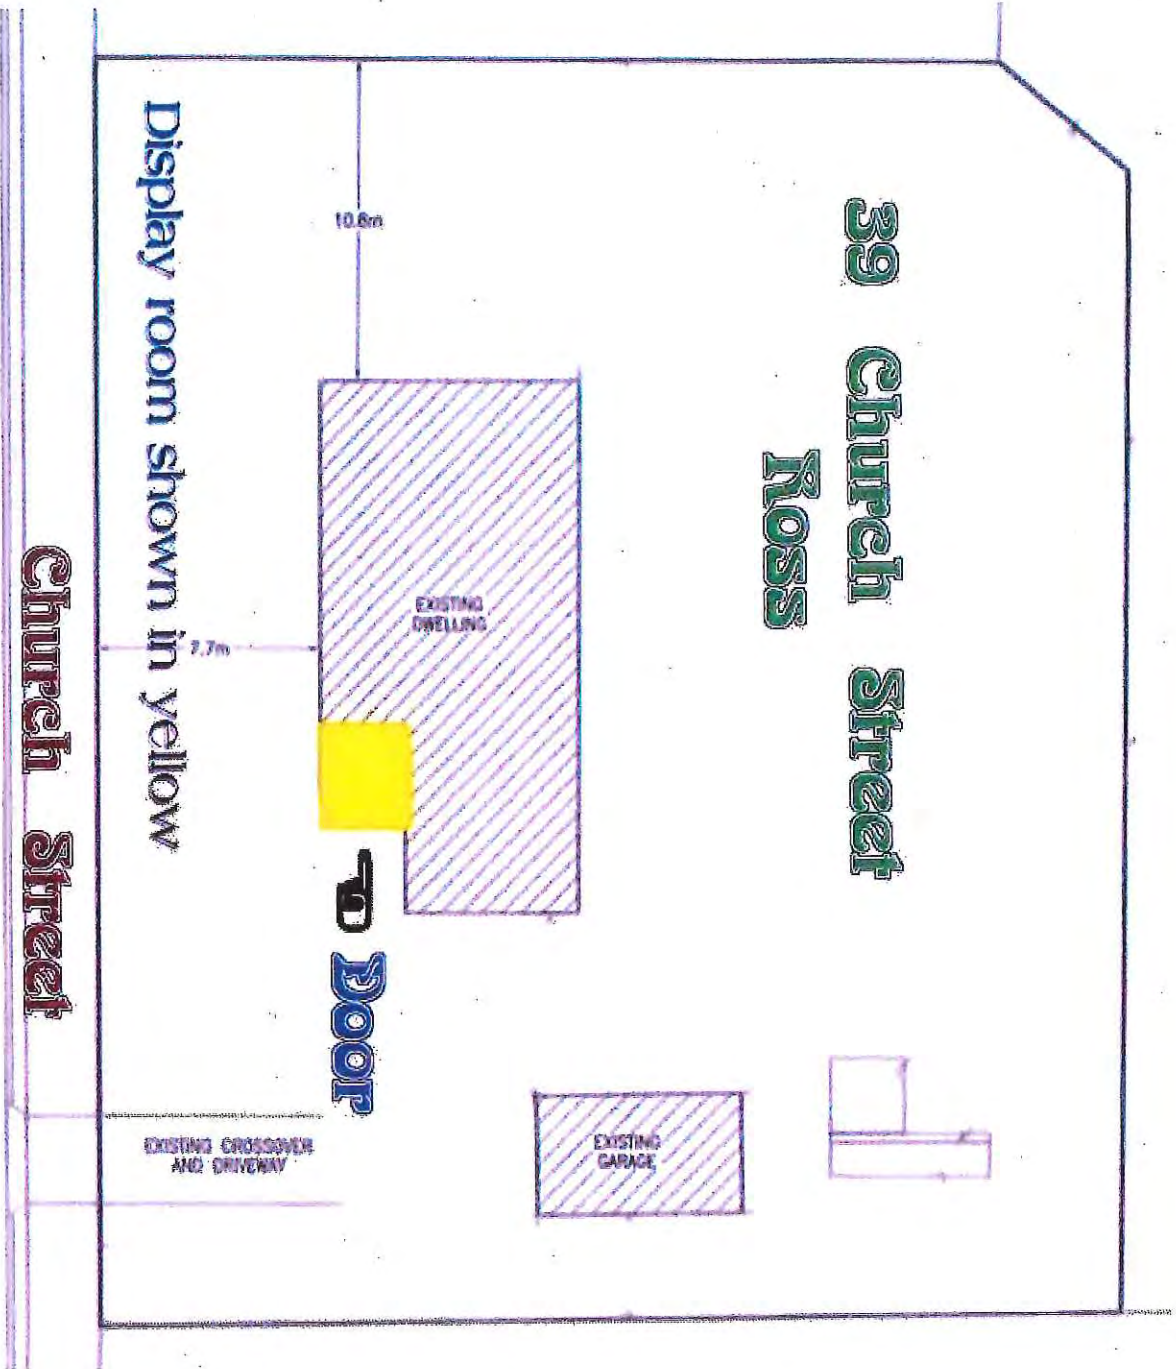 39 Church Street
Ross
Display room shown in yellow
10.8m
EXISTING
DWELLING
7.7m
Church Street
Door
EXISTING CROSSOVER
AND DRIVEWAY
EXISTING
GARAGE